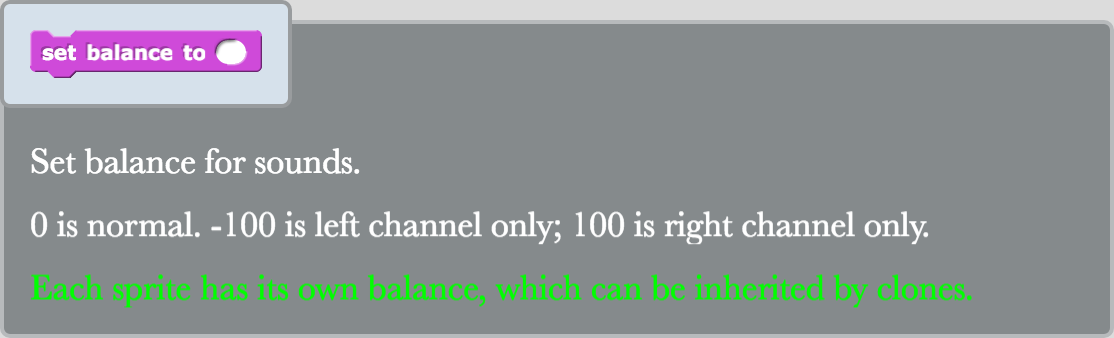 set balance to
Set balance for sounds.
0 is normal. -100 is left channel only; 100 is right channel only.
Each sprite has its own balance, which can be inherited by clones.